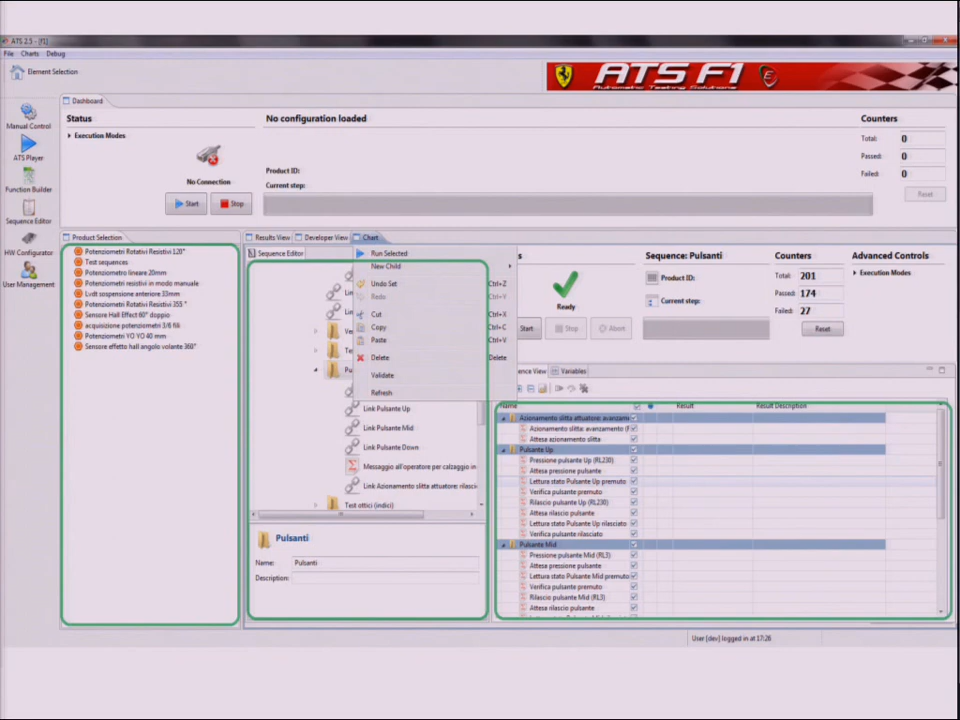 ATS 2.5 - [F1]
File Charts Debug
Element Selection
ATS F1
Automatic Testing Solutions
Manual Control
ATS Player
Function Builder
Sequence Editor
HW Configurator
User Management
Dashboard
Status
Execution Modes
No Connection
Start Stop
No configuration loaded
Product ID:
Current step:
Counters
Total: 0
Passed: 0
Failed: 0
Reset
Product Selection
Potenziometri Rotativi Resistivi 120°
Test sequences
Potenziometro lineare 20mm
Potenziometri resistivi in modo manuale
Lvdt sospensione anteriore 33mm
Potenziometri Rotativi Resistivi 355 °
Sensore Hall Effect 60° doppio
acquisizione potenziometri 3/6 fili
Potenziometri YO YO 40 mm
Sensore effetto hall angolo volante 360°
Results View Developer View Chart
Sequence Editor
Run Selected
New Child
Undo Set Ctrl+Z
Redo Ctrl+Y
Cut Ctrl+X
Copy Ctrl+C
Paste Ctrl+V
Delete Delete
Validate
Refresh
Link Pulsante Up
Link Pulsante Mid
Link Pulsante Down
Messaggio all'operatore per calzaggio in
Link Azionamento slitta attuatore: rilasci
Test ottici (indici)
Pulsanti
Name: Pulsanti
Description:
Ready
Start Stop Abort
Sequence: Pulsanti
Product ID:
Current step:
Counters
Total: 201
Passed: 174
Failed: 27
Reset
Advanced Controls
Execution Modes
ence View Variables
Name Result Result Description
Azionamento slitta attuatore: avanzam
Azionamento slitta: avanzamento (F
Attesa azionamento slitta
Pulsante Up
Pressione pulsante Up (RL230)
Attesa pressione pulsante
Lettura stato Pulsante Up premuto
Verifica pulsante premuto
Rilascio pulsante Up (RL230)
Attesa rilascio pulsante
Lettura stato Pulsante Up rilasciato
Verifica pulsante rilasciato
Pulsante Mid
Pressione pulsante Mid (RL3)
Attesa pressione pulsante
Lettura stato Pulsante Mid premuto
Verifica pulsante premuto
Rilascio pulsante Mid (RL3)
Attesa rilascio pulsante
User [dev] logged in at 17:26